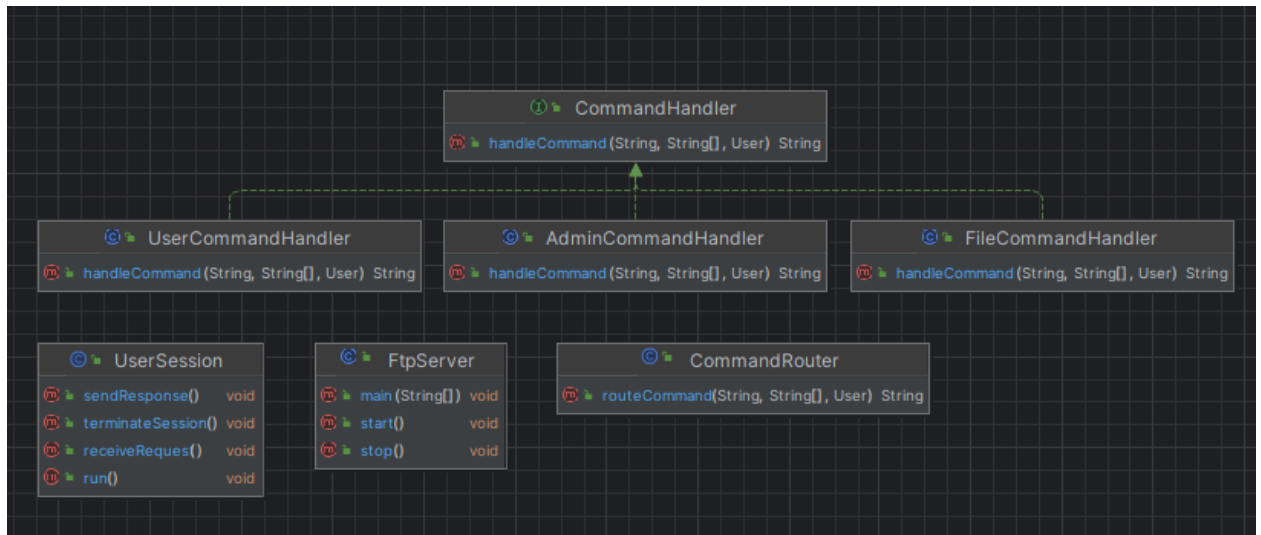 CommandHandler
handleCommand(String, String[], User) String
UserCommandHandler
handleCommand(String, String[], User) String
AdminCommandHandler
handleCommand(String, String[], User) String
FileCommandHandler
handleCommand(String, String[], User) String
UserSession
sendResponse() void
terminateSession() void
receiveReques() void
run() void
FtpServer
main(String[]) void
start() void
stop() void
CommandRouter
routeCommand(String, String[], User) String